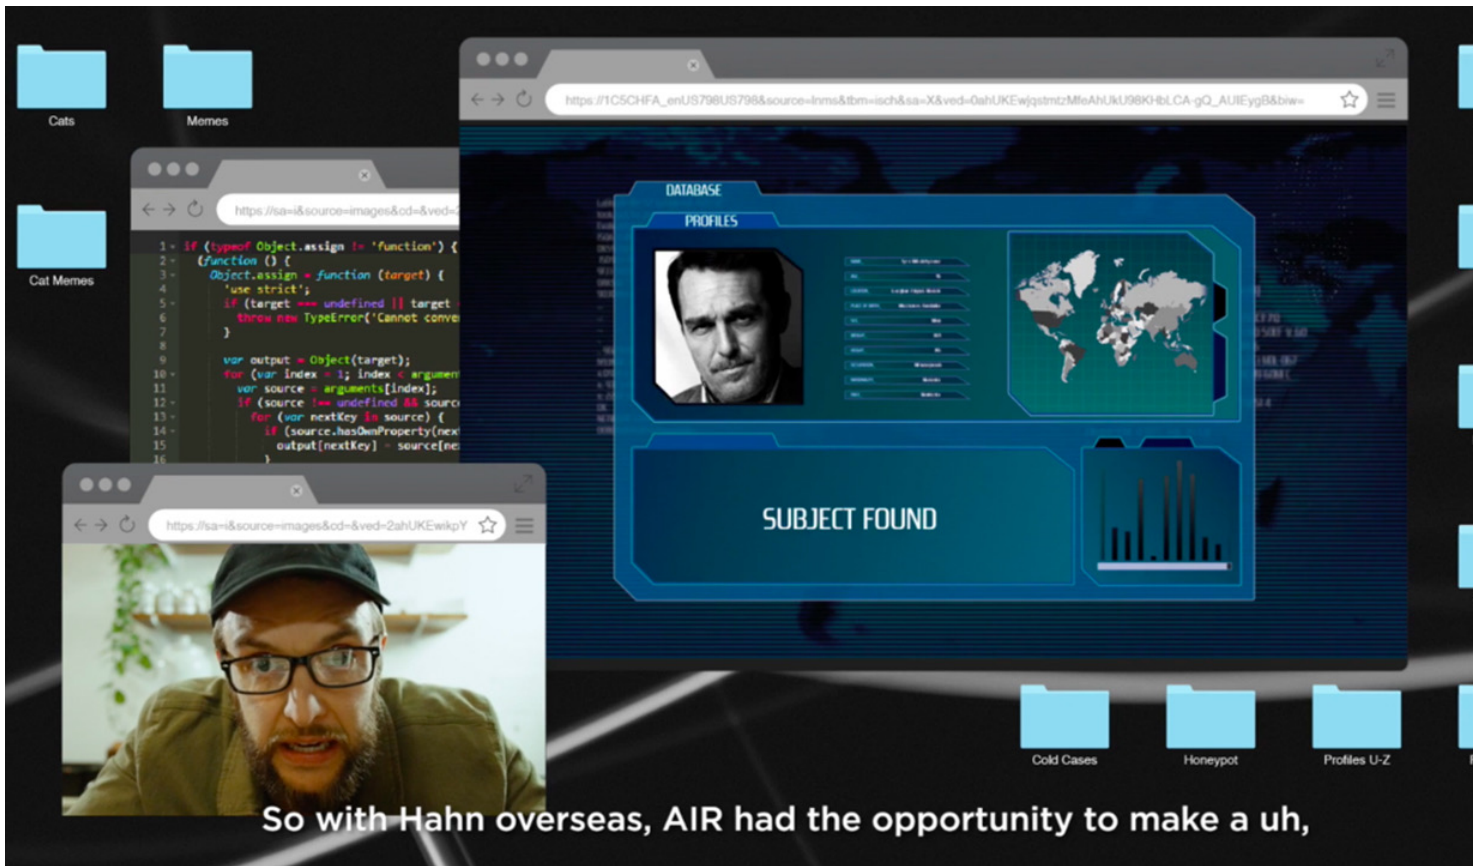 Cats
Memes
Cat Memes
https://1C5CHFA_enUS798US798&source=lnms&tbm=isch&sa=X&ved=0ahUKEwjqstmtzMfeAhUkU98KHbLCA-gQ_AUIEygB&biw=
DATABASE
PROFILES
SUBJECT FOUND
https://sa=i&source=images&cd=&ved=2
1 if (typeof Object.assign != 'function') {
2 (function () {
3 Object.assign = function (target) {
4 'use strict';
5 if (target === undefined || target
6 throw new TypeError('Cannot conve
7 }
8
9 var output = Object(target);
10 for (var index = 1; index < argumen
11 var source = arguments[index];
12 if (source !== undefined && sourc
13 for (var nextKey in source) {
14 if (source.hasOwnProperty(nex
15 output[nextKey] = source[ne
16 }
https://sa=i&source=images&cd=&ved=2ahUKEwikpY
Cold Cases
Honeypot
Profiles U-Z
So with Hahn overseas, AIR had the opportunity to make a uh,